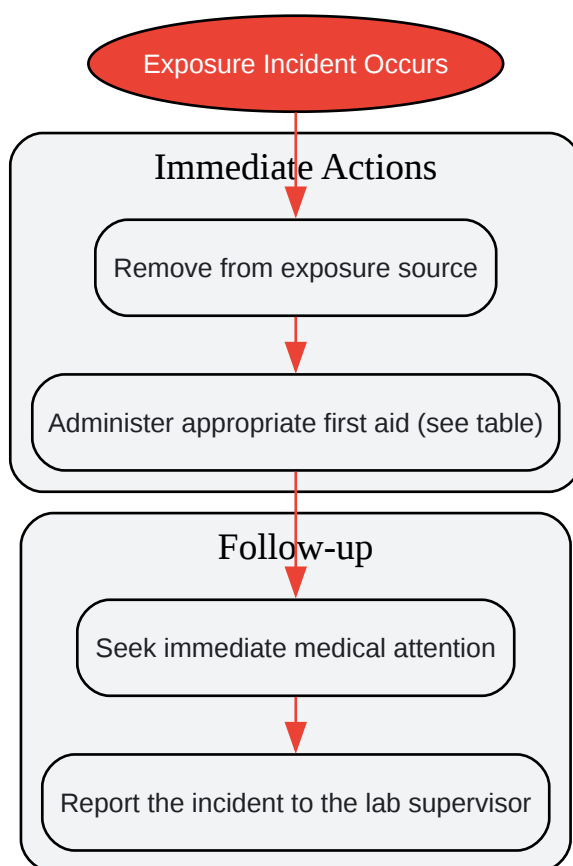 Exposure Incident Occurs
Immediate Actions
Remove from exposure source
Administer appropriate first aid (see table)
Follow-up
Seek immediate medical attention
Report the incident to the lab supervisor